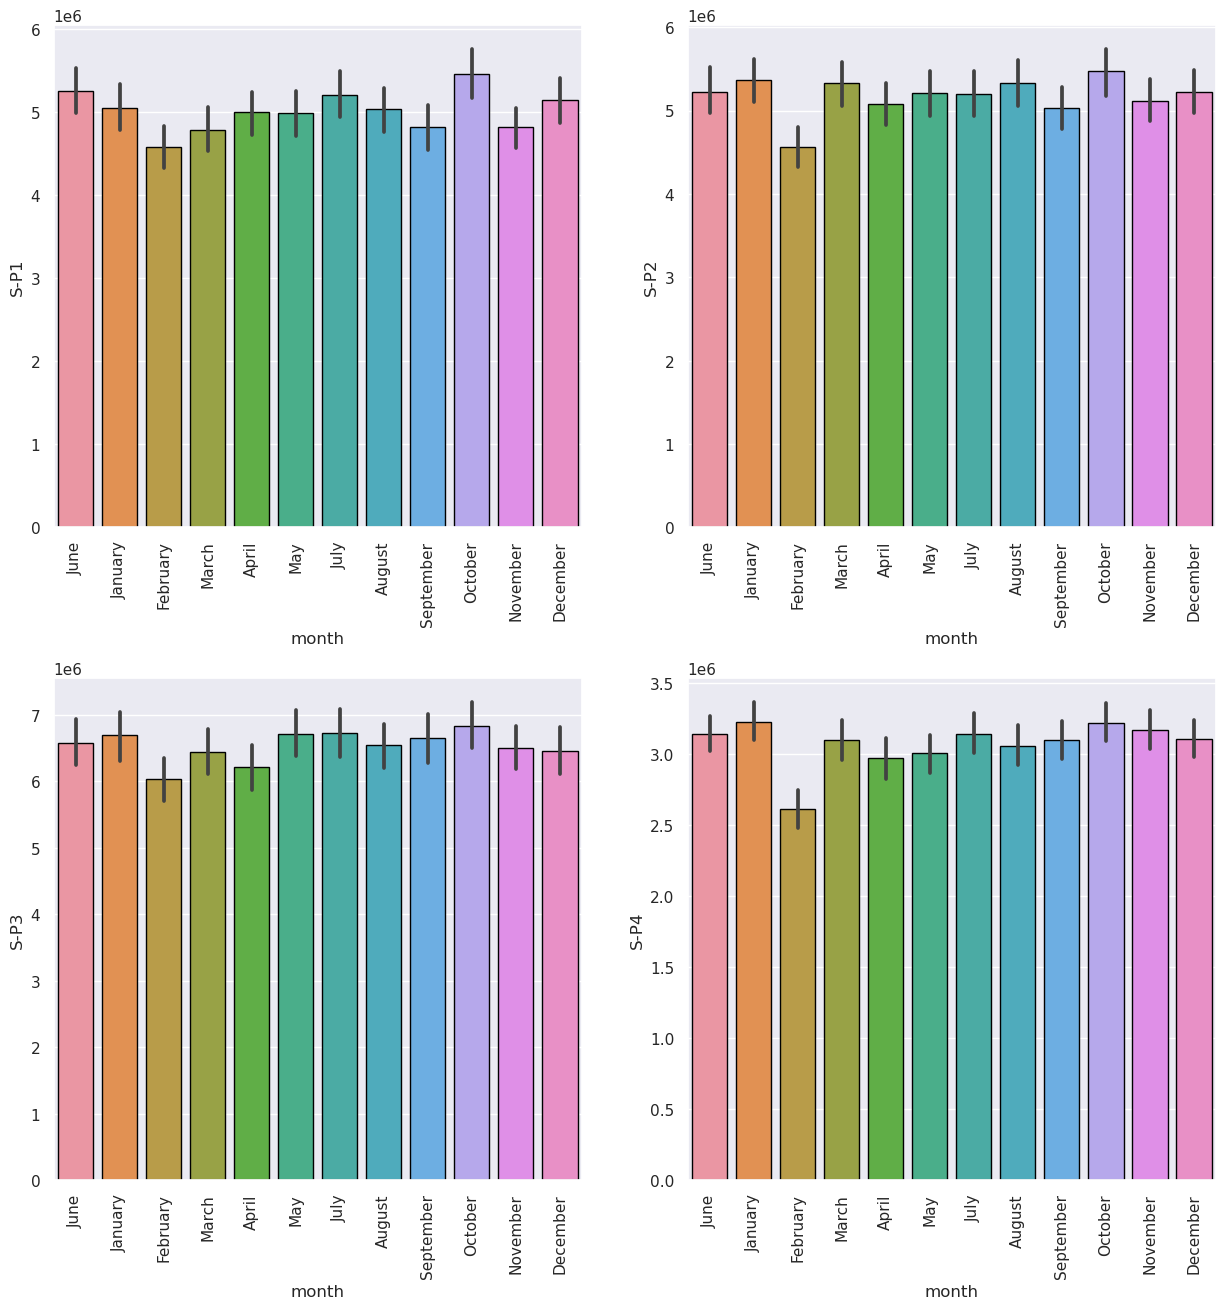 1e6
6
5
4
3
2
1
0
S-P1
June January February March April May July August September October November December
month
1e6
6
5
4
3
2
1
0
S-P2
June January February March April May July August September October November December
month
1e6
7
6
5
4
3
2
1
0
S-P3
June January February March April May July August September October November December
month
1e6
3.5
3.0
2.5
2.0
1.5
1.0
0.5
0.0
S-P4
June January February March April May July August September October November December
month